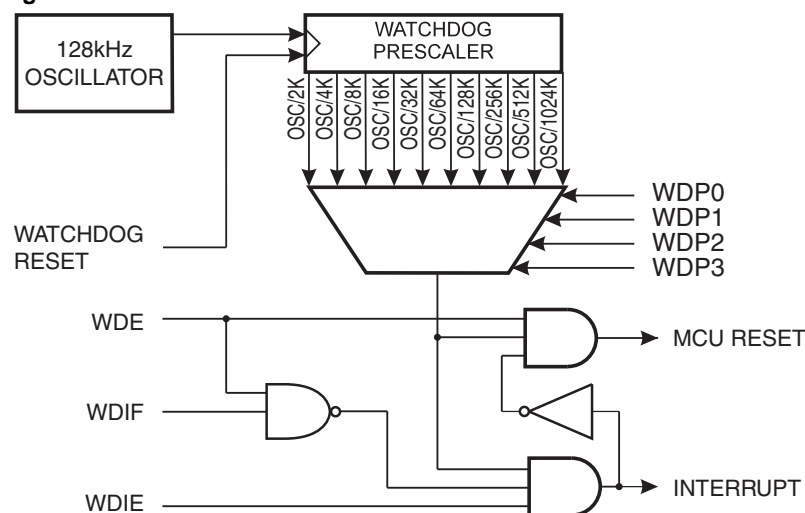 128kHz
OSCILLATOR
WATCHDOG
PRESCALER
OSC/2K
OSC/4K
OSC/8K
OSC/16K
OSC/32K
OSC/64K
OSC/128K
OSC/256K
OSC/512K
OSC/1024K
WDP0
WDP1
WDP2
WDP3
WATCHDOG
RESET
WDE
MCU RESET
WDIF
INTERRUPT
WDIE